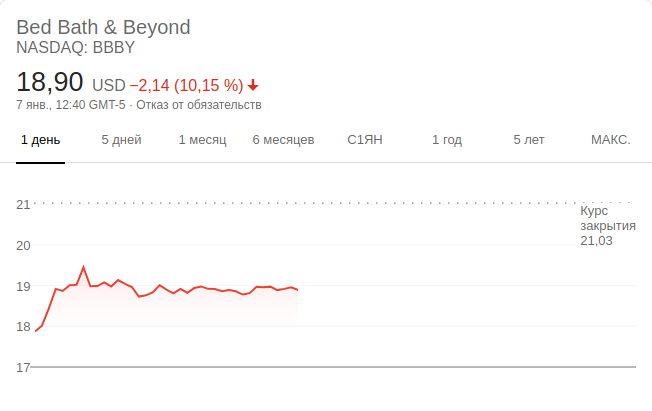 Bed Bath & Beyond
NASDAQ: BBBY
18,90 USD −2,14 (10,15 %)
7 янв., 12:40 GMT-5 · Отказ от обязательств
1 день 5 дней 1 месяц 6 месяцев С1ЯН 1 год 5 лет МАКС.
21
Курс
закрытия
21,03
20
19
18
17